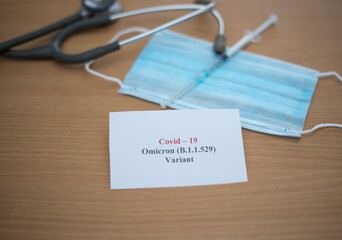 Covid – 19
Omicron (B.1.1.529)
Variant